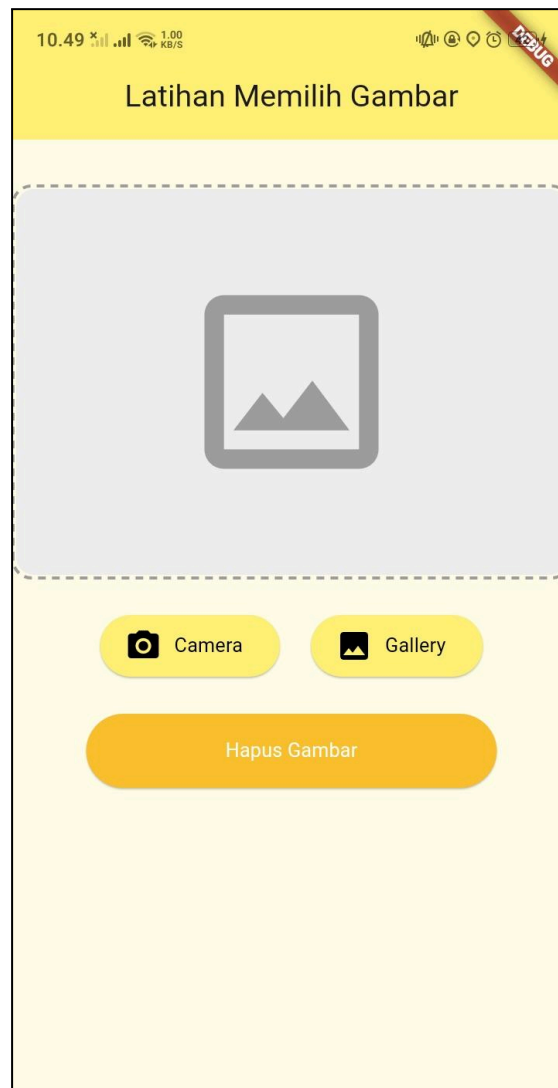 10.49 1.00
KB/S
DEBUG
Latihan Memilih Gambar
Camera Gallery
Hapus Gambar